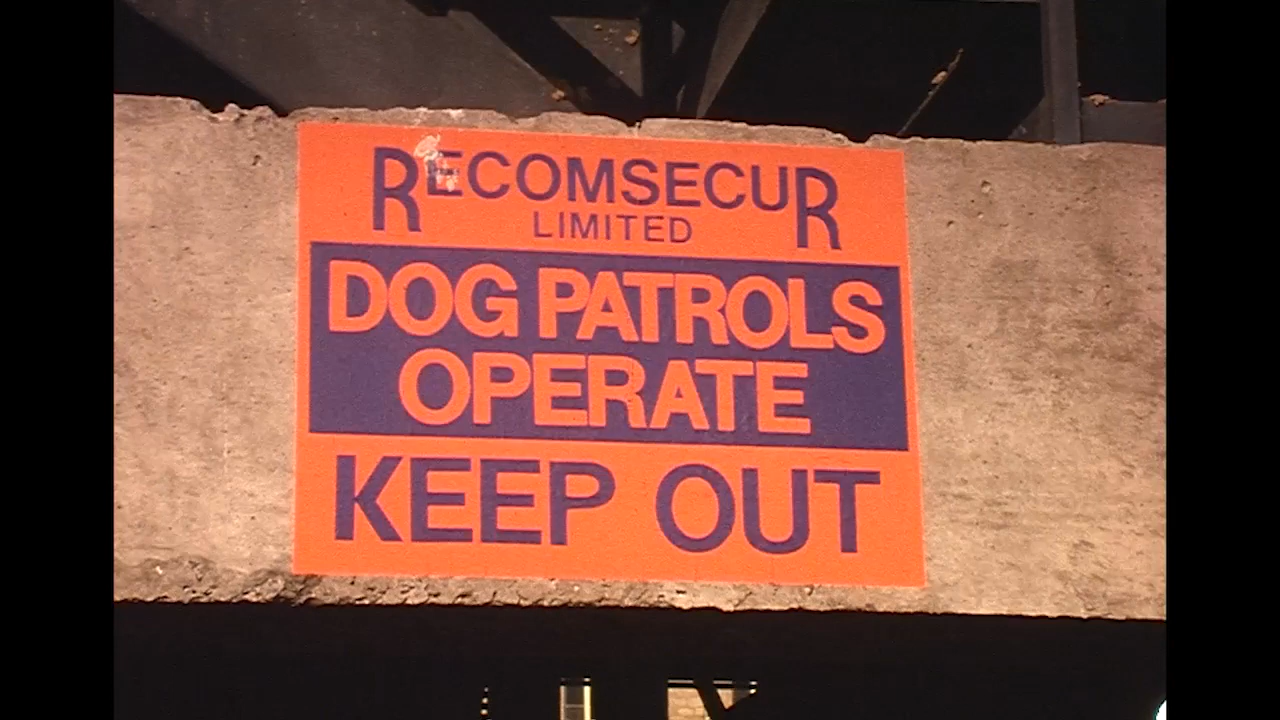 RECOMSECUR
LIMITED
DOG PATROLS
OPERATE
KEEP OUT